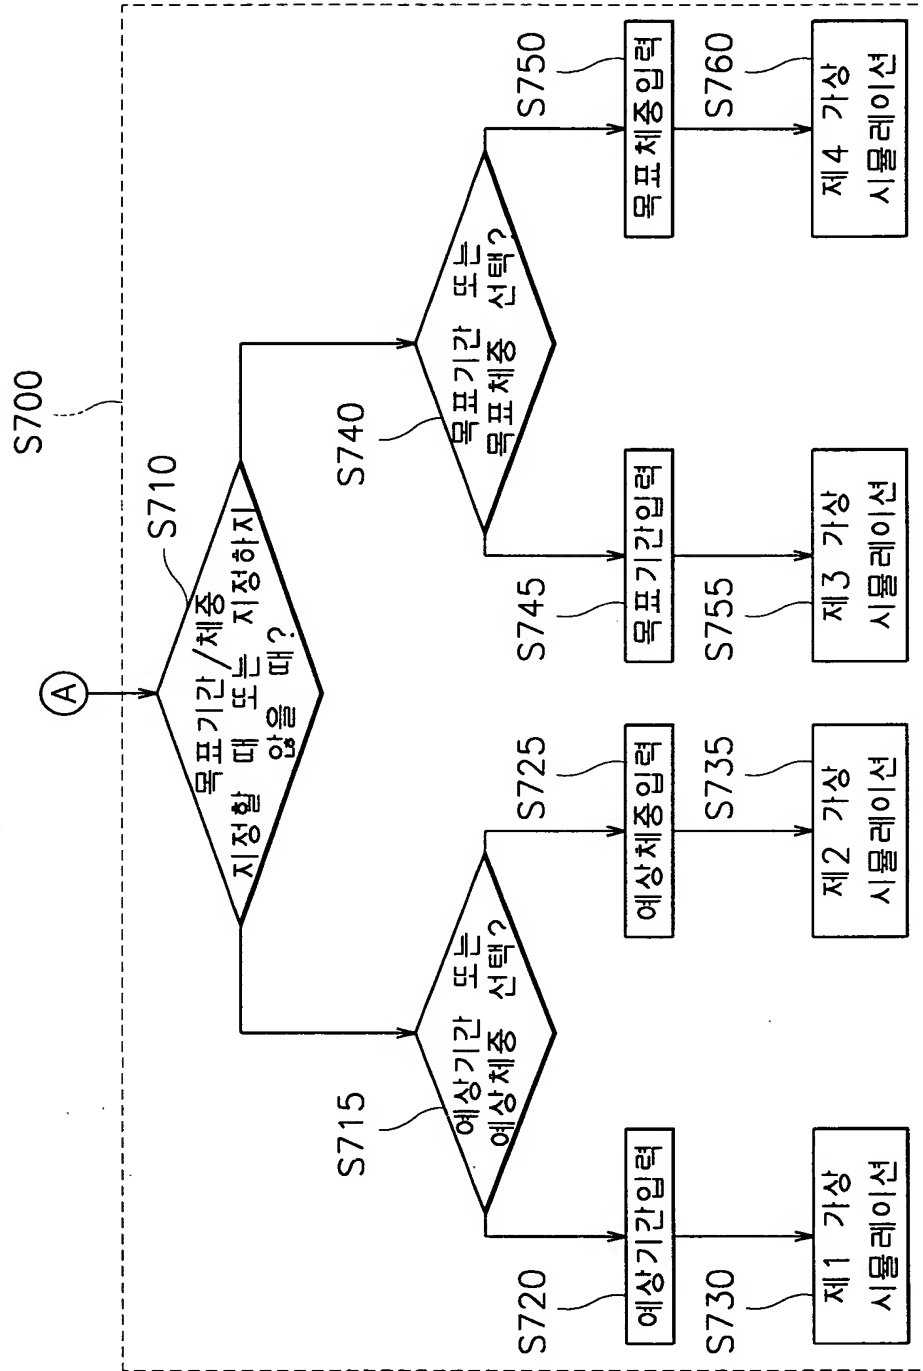 S700
A
S710
목표기간/체중
지정할 때 또는 지정하지
않을 때?
S715
예상기간 또는
예상체중 선택?
S740
목표기간 또는
목표체중 선택?
S720
예상기간입력
S725
예상체중입력
S745
목표기간입력
S750
목표체중입력
S730
제1 가상
시뮬레이션
S735
제2 가상
시뮬레이션
S755
제3 가상
시뮬레이션
S760
제4 가상
시뮬레이션